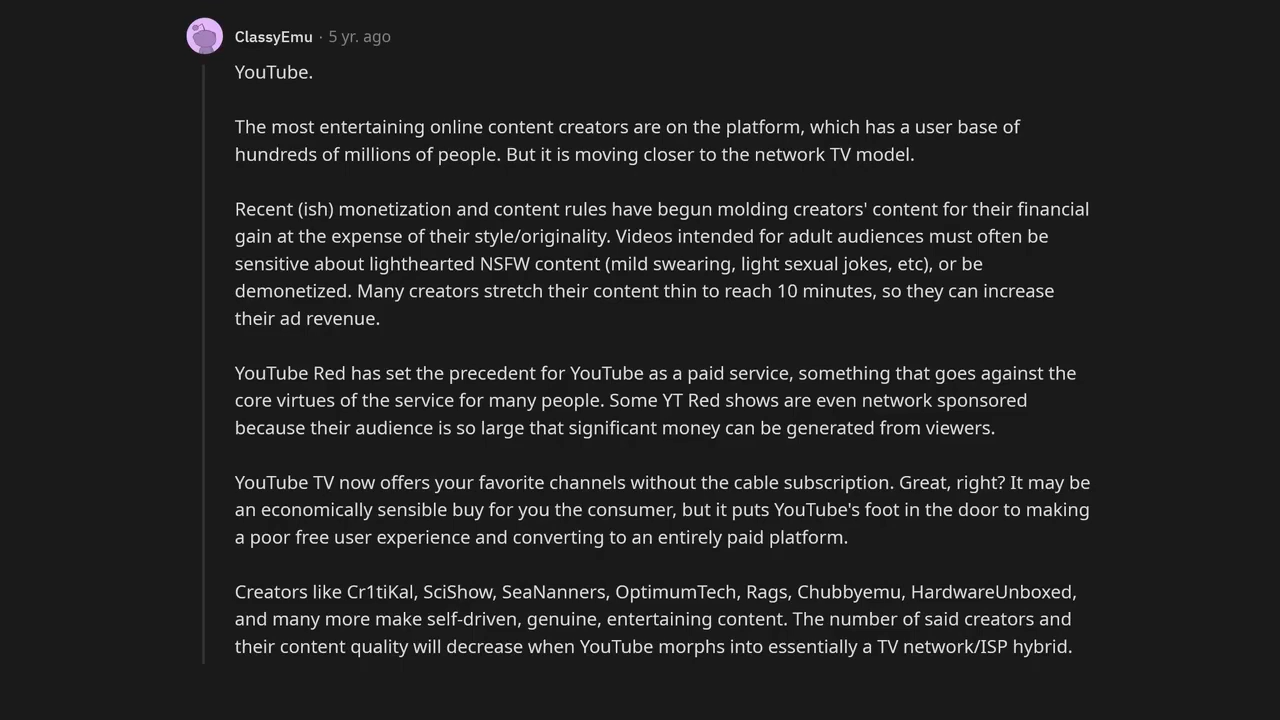 ClassyEmu · 5 yr. ago
YouTube.
The most entertaining online content creators are on the platform, which has a user base of
hundreds of millions of people. But it is moving closer to the network TV model.
Recent (ish) monetization and content rules have begun molding creators' content for their financial
gain at the expense of their style/originality. Videos intended for adult audiences must often be
sensitive about lighthearted NSFW content (mild swearing, light sexual jokes, etc), or be
demonetized. Many creators stretch their content thin to reach 10 minutes, so they can increase
their ad revenue.
YouTube Red has set the precedent for YouTube as a paid service, something that goes against the
core virtues of the service for many people. Some YT Red shows are even network sponsored
because their audience is so large that significant money can be generated from viewers.
YouTube TV now offers your favorite channels without the cable subscription. Great, right? It may be
an economically sensible buy for you the consumer, but it puts YouTube's foot in the door to making
a poor free user experience and converting to an entirely paid platform.
Creators like Cr1tiKal, SciShow, SeaNanners, OptimumTech, Rags, Chubbyemu, HardwareUnboxed,
and many more make self-driven, genuine, entertaining content. The number of said creators and
their content quality will decrease when YouTube morphs into essentially a TV network/ISP hybrid.